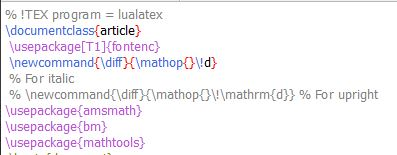 % !TEX program = lualatex
\documentclass{article}
\usepackage[T1]{fontenc}
\newcommand{\diff}{\mathop{}\!d}
% For italic
% \newcommand{\diff}{\mathop{}\!\mathrm{d}} % For upright
\usepackage{amsmath}
\usepackage{bm}
\usepackage{mathtools}